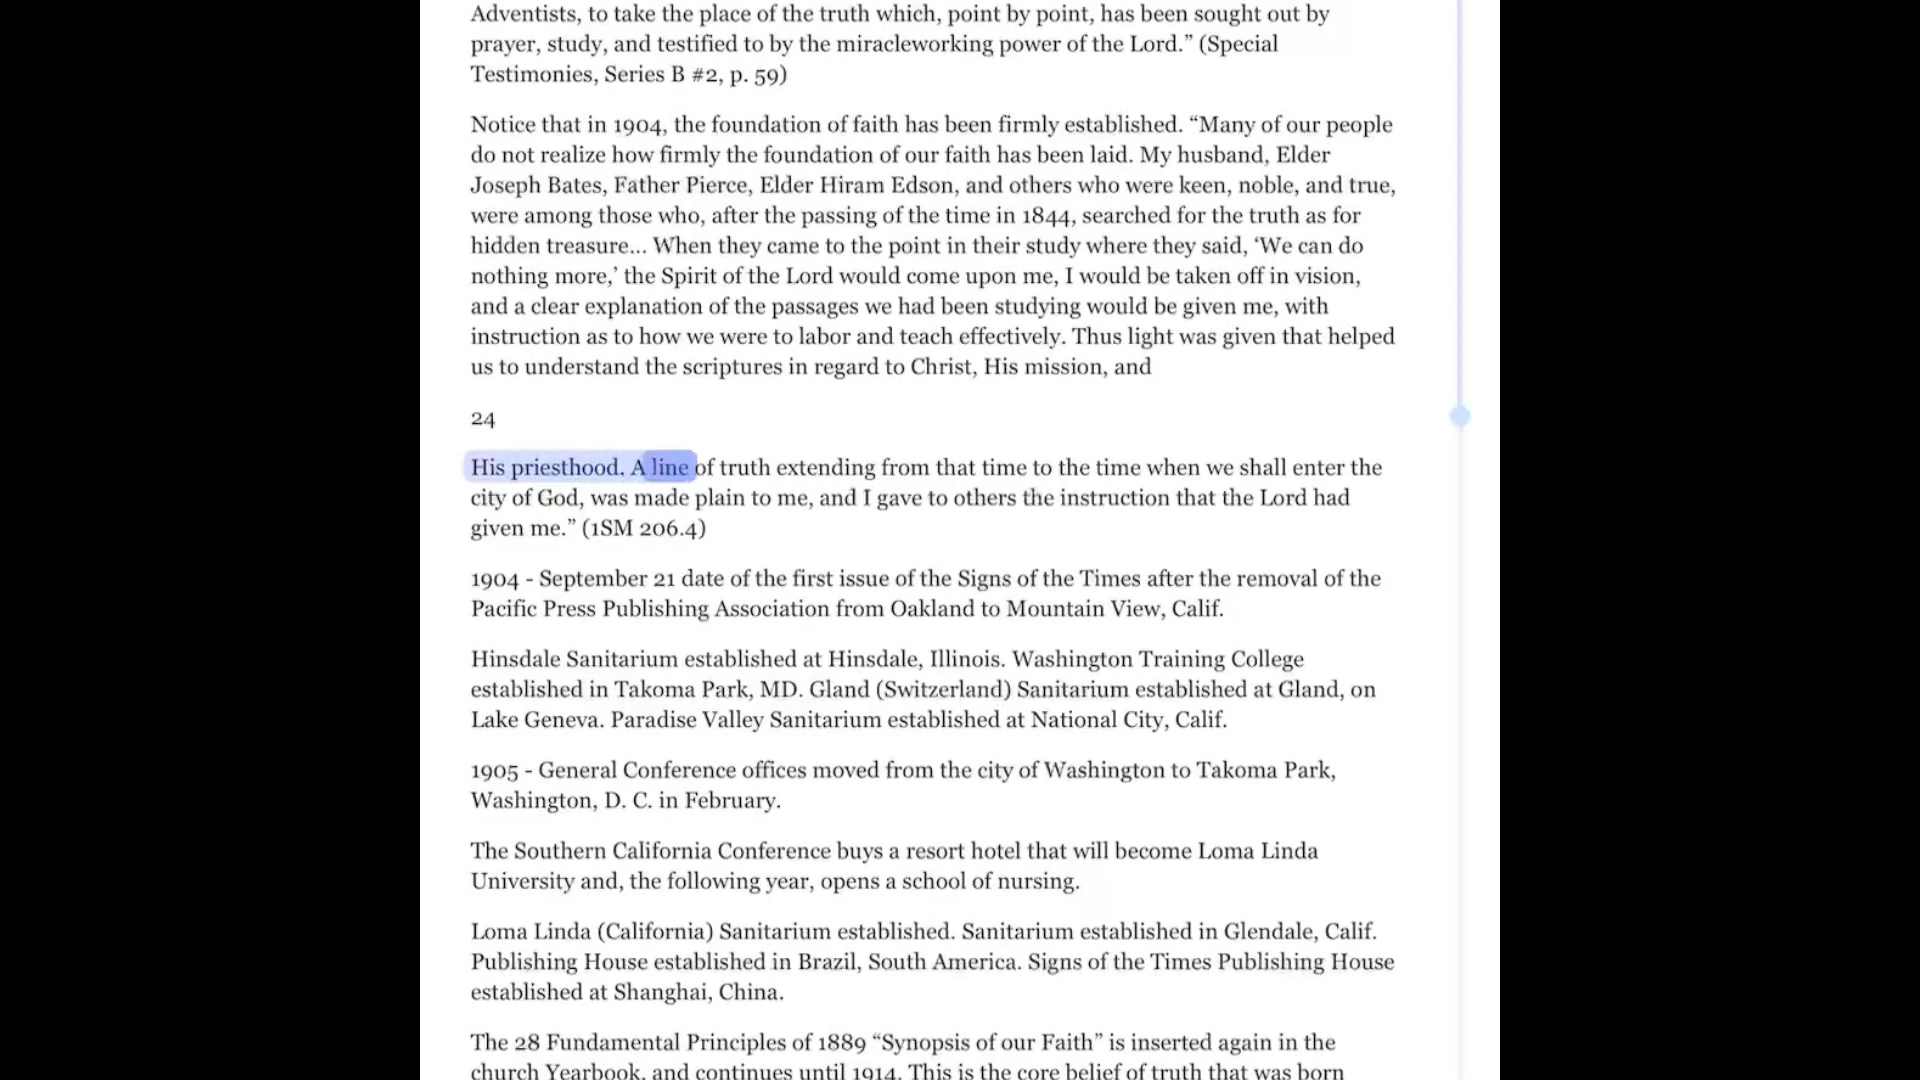 Adventists, to take the place of the truth which, point by point, has been sought out by
prayer, study, and testified to by the miracleworking power of the Lord.” (Special
Testimonies, Series B #2, p. 59)
Notice that in 1904, the foundation of faith has been firmly established. “Many of our people
do not realize how firmly the foundation of our faith has been laid. My husband, Elder
Joseph Bates, Father Pierce, Elder Hiram Edson, and others who were keen, noble, and true,
were among those who, after the passing of the time in 1844, searched for the truth as for
hidden treasure... When they came to the point in their study where they said, ‘We can do
nothing more,’ the Spirit of the Lord would come upon me, I would be taken off in vision,
and a clear explanation of the passages we had been studying would be given me, with
instruction as to how we were to labor and teach effectively. Thus light was given that helped
us to understand the scriptures in regard to Christ, His mission, and
24
His priesthood. A line of truth extending from that time to the time when we shall enter the
city of God, was made plain to me, and I gave to others the instruction that the Lord had
given me.” (1SM 206.4)
1904 - September 21 date of the first issue of the Signs of the Times after the removal of the
Pacific Press Publishing Association from Oakland to Mountain View, Calif.
Hinsdale Sanitarium established at Hinsdale, Illinois. Washington Training College
established in Takoma Park, MD. Gland (Switzerland) Sanitarium established at Gland, on
Lake Geneva. Paradise Valley Sanitarium established at National City, Calif.
1905 - General Conference offices moved from the city of Washington to Takoma Park,
Washington, D. C. in February.
The Southern California Conference buys a resort hotel that will become Loma Linda
University and, the following year, opens a school of nursing.
Loma Linda (California) Sanitarium established. Sanitarium established in Glendale, Calif.
Publishing House established in Brazil, South America. Signs of the Times Publishing House
established at Shanghai, China.
The 28 Fundamental Principles of 1889 “Synopsis of our Faith” is inserted again in the
church Yearbook, and continues until 1914. This is the core belief of truth that was born